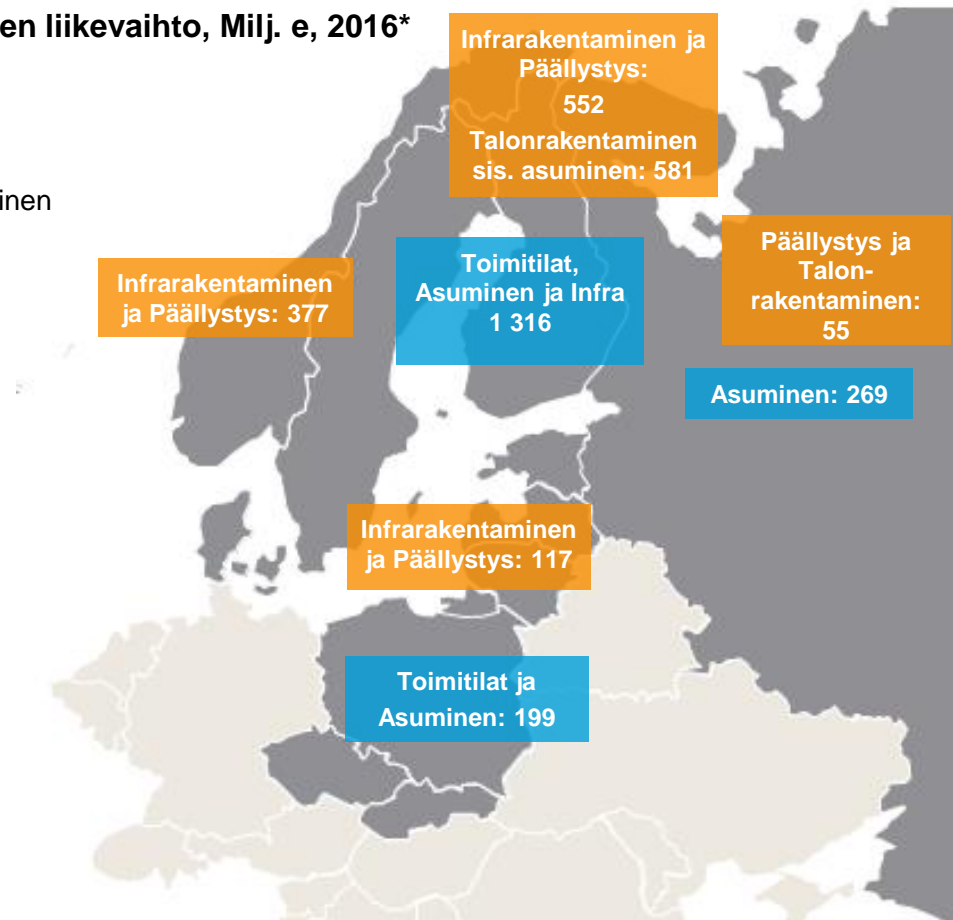 en liikevaihto, Milj. e, 2016*
inen
Infrarakentaminen ja
Päällystys:
552
Talonrakentaminen
sis. asuminen: 581
Päällystys ja
Talon-
rakentaminen:
55
Infrarakentaminen
ja Päällystys: 377
Toimitilat,
Asuminen ja Infra
1 316
Asuminen: 269
Infrarakentaminen
ja Päällystys: 117
Toimitilat ja
Asuminen: 199